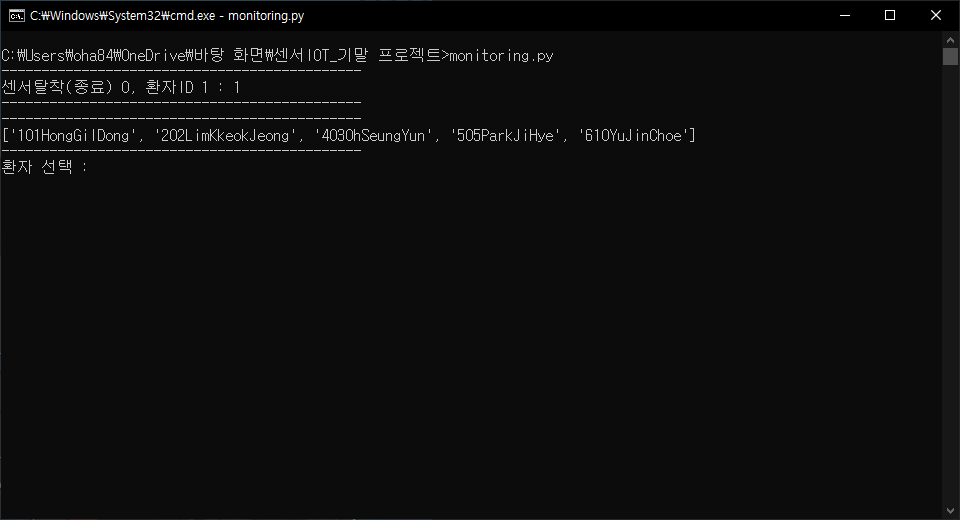 C:\Windows\System32\cmd.exe - monitoring.py
C:\Users\oha84\OneDrive\바탕 화면\센서IOT_기말 프로젝트>monitoring.py
---------------------------------------------
센서탈착(종료) 0, 환자ID 1 : 1
---------------------------------------------
---------------------------------------------
['101HongGilDong', '202LimKkeokJeong', '403OhSeungYun', '505ParkJiHye', '610YuJinChoe']
---------------------------------------------
환자 선택 :